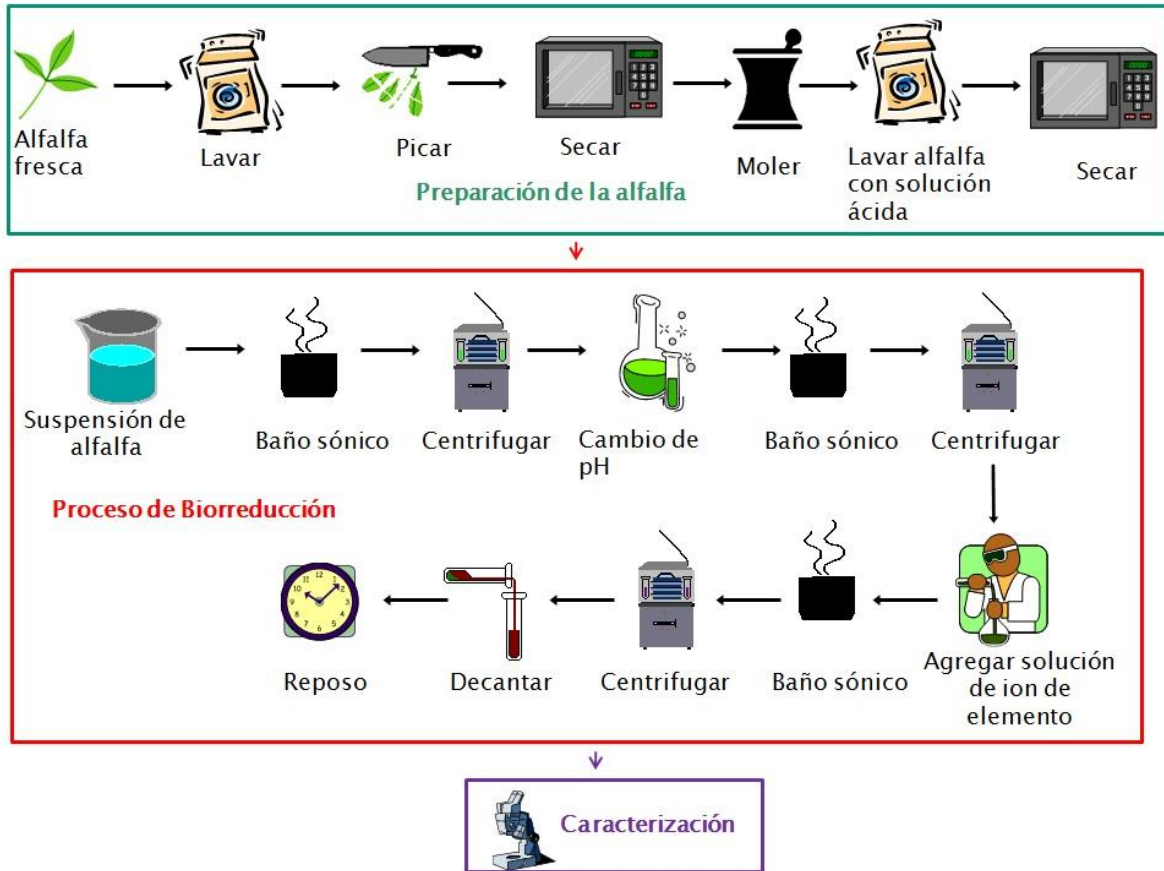 Alfalfa
fresca
Lavar
Picar
Secar
Moler
Lavar alfalfa
con solución
ácida
Secar
Preparación de la alfalfa
Suspensión de
alfalfa
Baño sónico
Centrifugar
Cambio de
pH
Baño sónico
Centrifugar
Proceso de Biorreducción
Agregar solución
de ion de
elemento
Baño sónico
Centrifugar
Decantar
Reposo
Caracterización